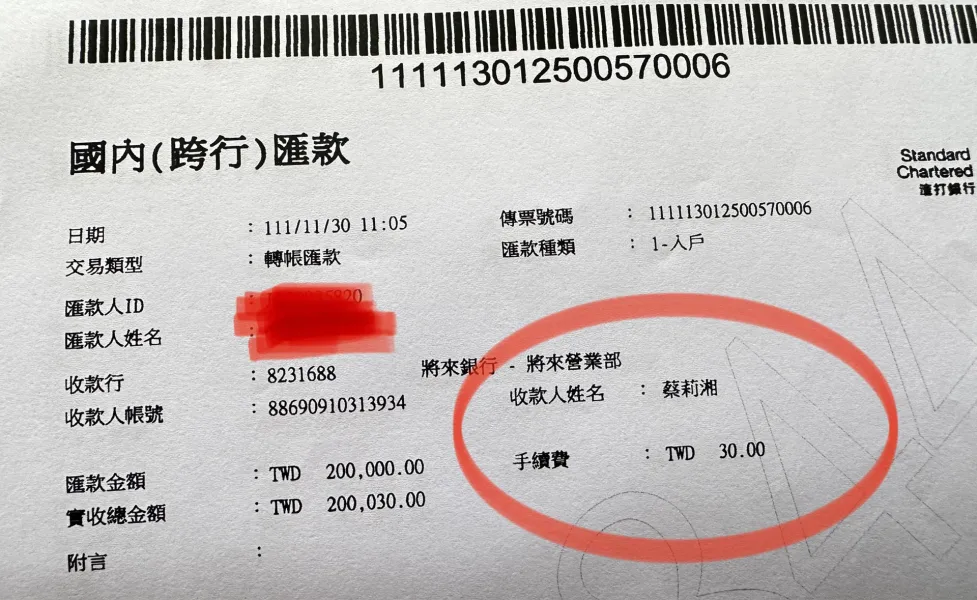 111113012500570006
國內(跨行)匯款
Standard
Chartered
渣打銀行
日期 : 111/11/30 11:05 傳票號碼 : 111113012500570006
交易類型 : 轉帳匯款 匯款種類 : 1-入戶
匯款人ID :
匯款人姓名 :
收款行 : 8231688 將來銀行 - 將來營業部
收款人帳號 : 88690910313934 收款人姓名 : 蔡莉湘
匯款金額 : TWD 200,000.00 手續費 : TWD 30.00
實收總金額 : TWD 200,030.00
附言 :